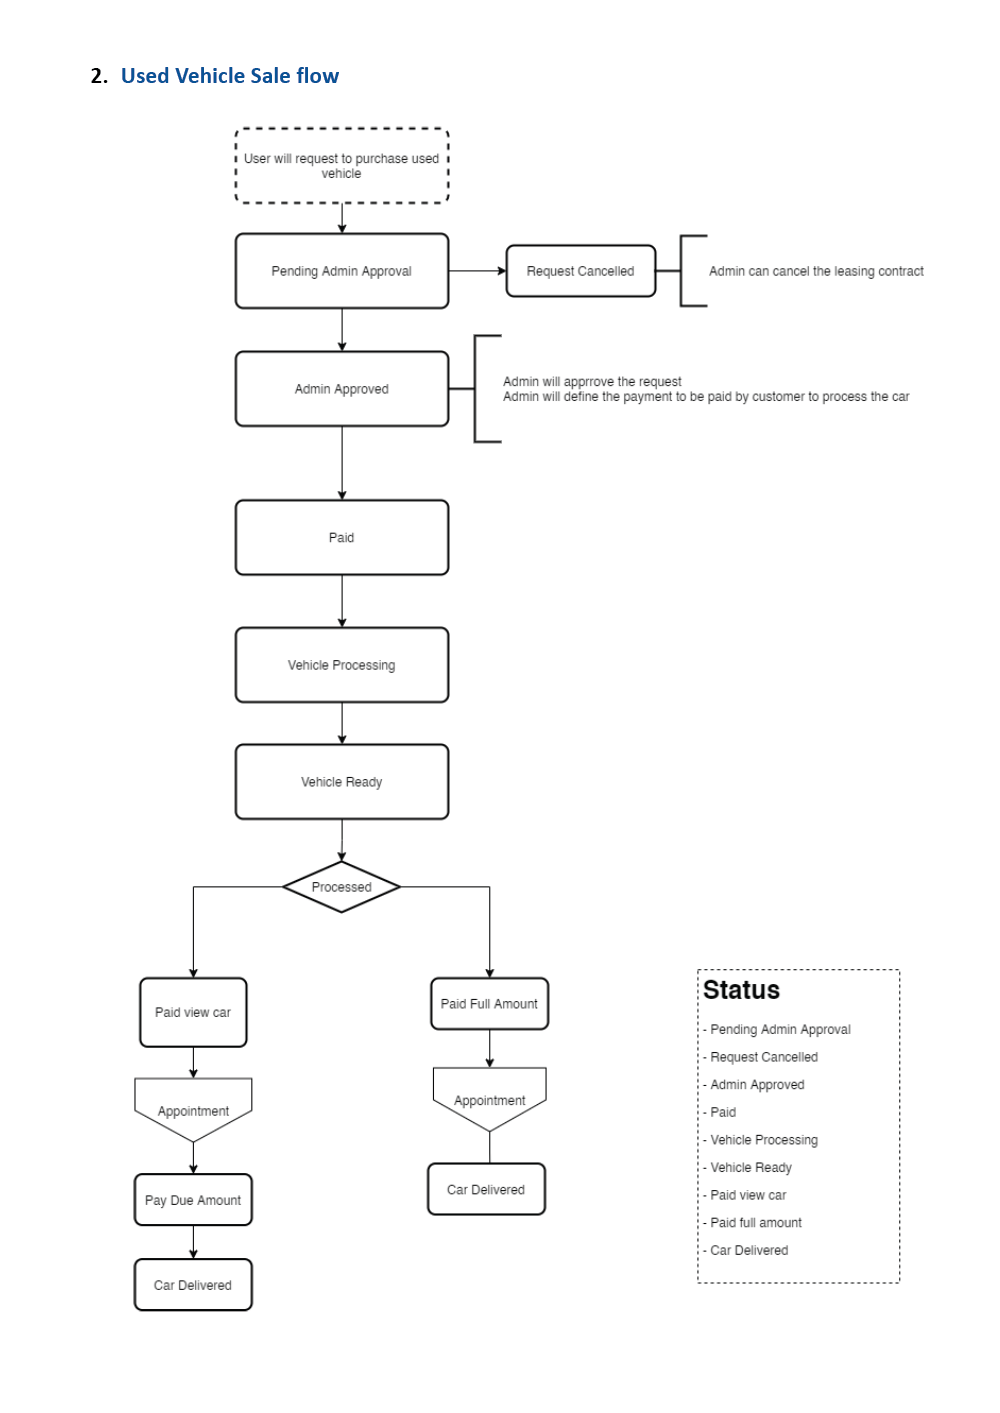 2. Used Vehicle Sale flow
User will request to purchase used
vehicle
Pending Admin Approval
Request Cancelled
Admin can cancel the leasing contract
Admin Approved
Admin will apprrove the request
Admin will define the payment to be paid by customer to process the car
Paid
Vehicle Processing
Vehicle Ready
Processed
Paid view car
Appointment
Pay Due Amount
Car Delivered
Paid Full Amount
Appointment
Car Delivered
Status
- Pending Admin Approval
- Request Cancelled
- Admin Approved
- Paid
- Vehicle Processing
- Vehicle Ready
- Paid view car
- Paid full amount
- Car Delivered